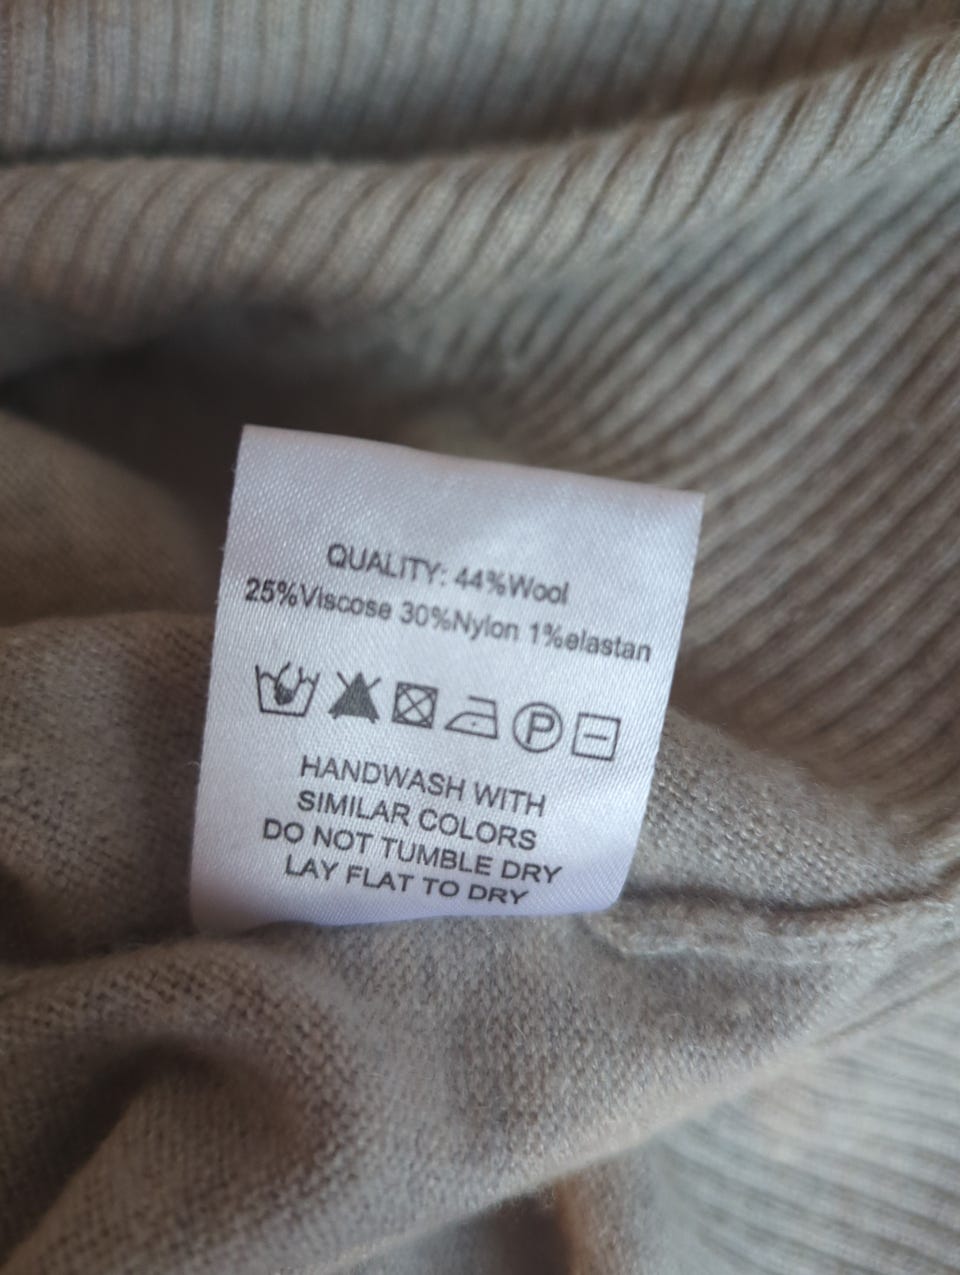 QUALITY: 44%Wool
25%Viscose 30%Nylon 1%elastan
P
HANDWASH WITH
SIMILAR COLORS
DO NOT TUMBLE DRY
LAY FLAT TO DRY